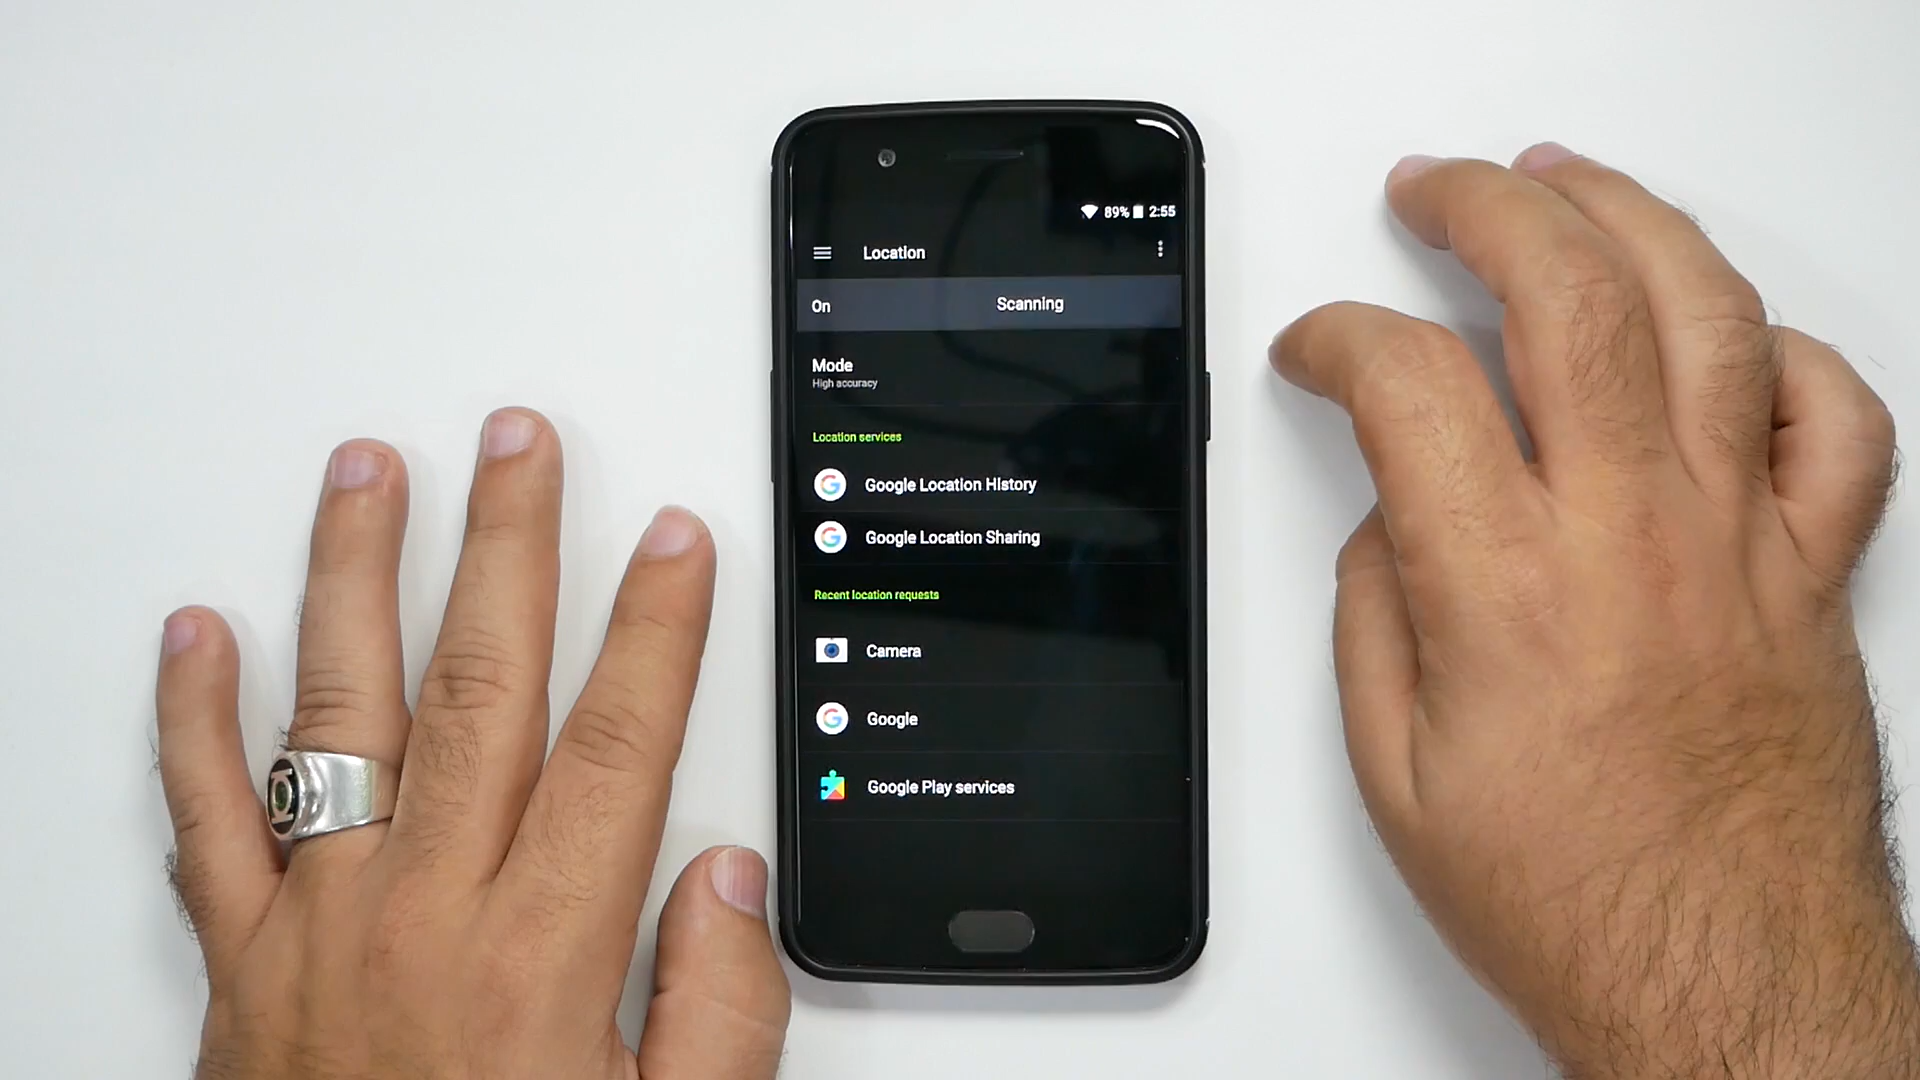 89% 2:55
Location
On Scanning
Mode
High accuracy
Location services
Google Location History
Google Location Sharing
Recent location requests
Camera
Google
Google Play services